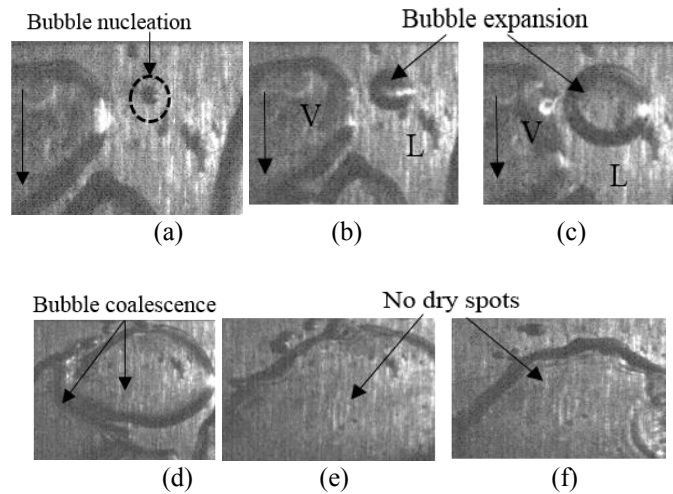 Bubble nucleation
Bubble expansion
V
L
V
L
(a)
(b)
(c)
Bubble coalescence
No dry spots
(d)
(e)
(f)